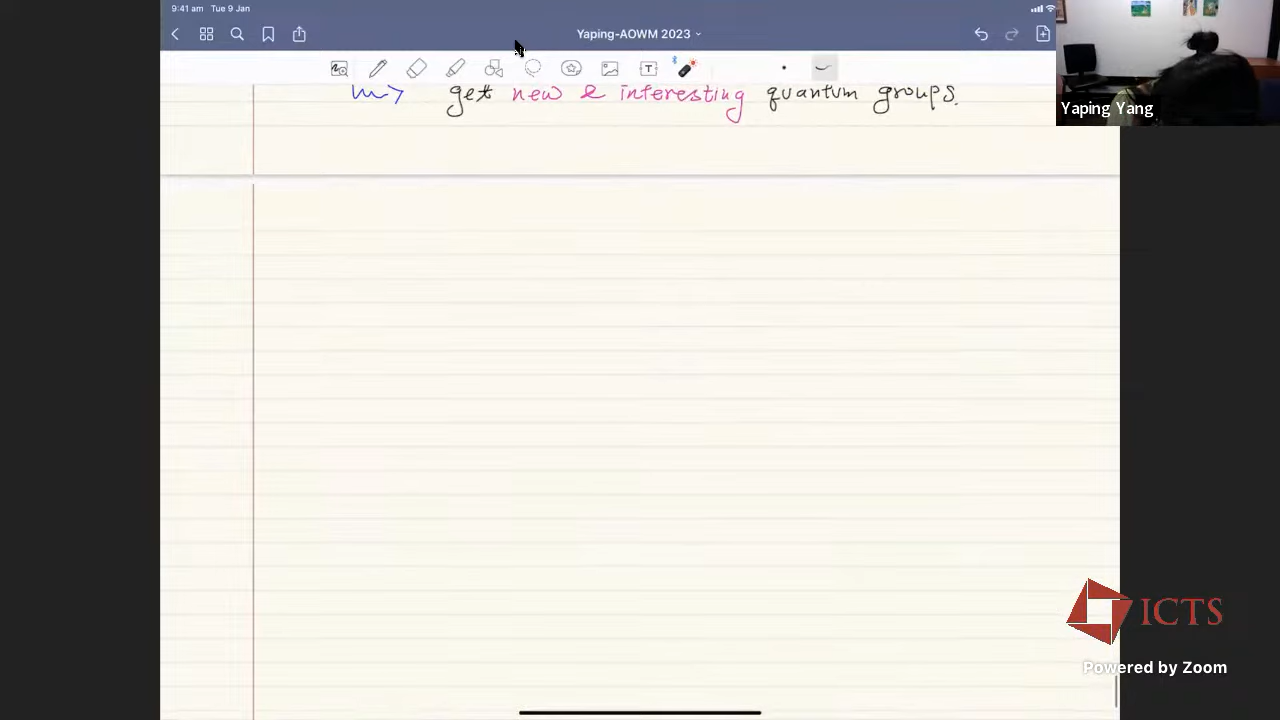 9:41 am Tue 9 Jan
Yaping-AOWM 2023
T
get new & interesting quantum groups.
Yaping Yang
ICTS
Powered by Zoom